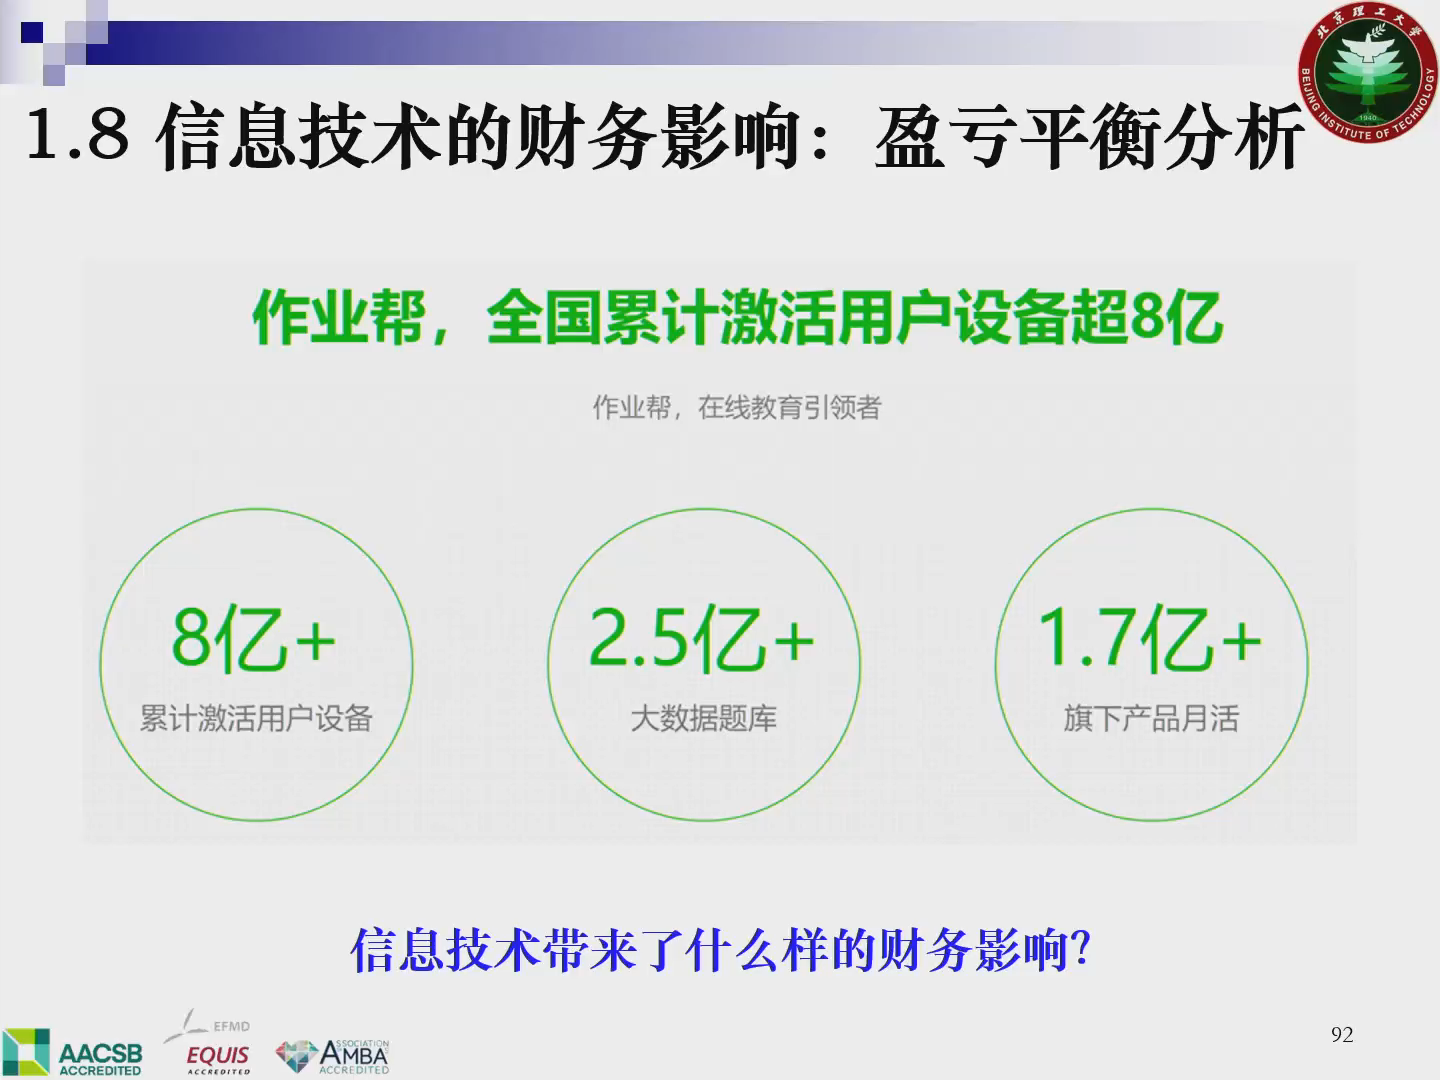 北京理工大学
BEIJING INSTITUTE OF TECHNOLOGY
1940
1.8 信息技术的财务影响：盈亏平衡分析
作业帮，全国累计激活用户设备超8亿
作业帮，在线教育引领者
8亿+
累计激活用户设备
2.5亿+
大数据题库
1.7亿+
旗下产品月活
信息技术带来了什么样的财务影响？
AACSB
ACCREDITED
EFMD
EQUIS
ACCREDITED
ASSOCIATION
AMBA
ACCREDITED
92